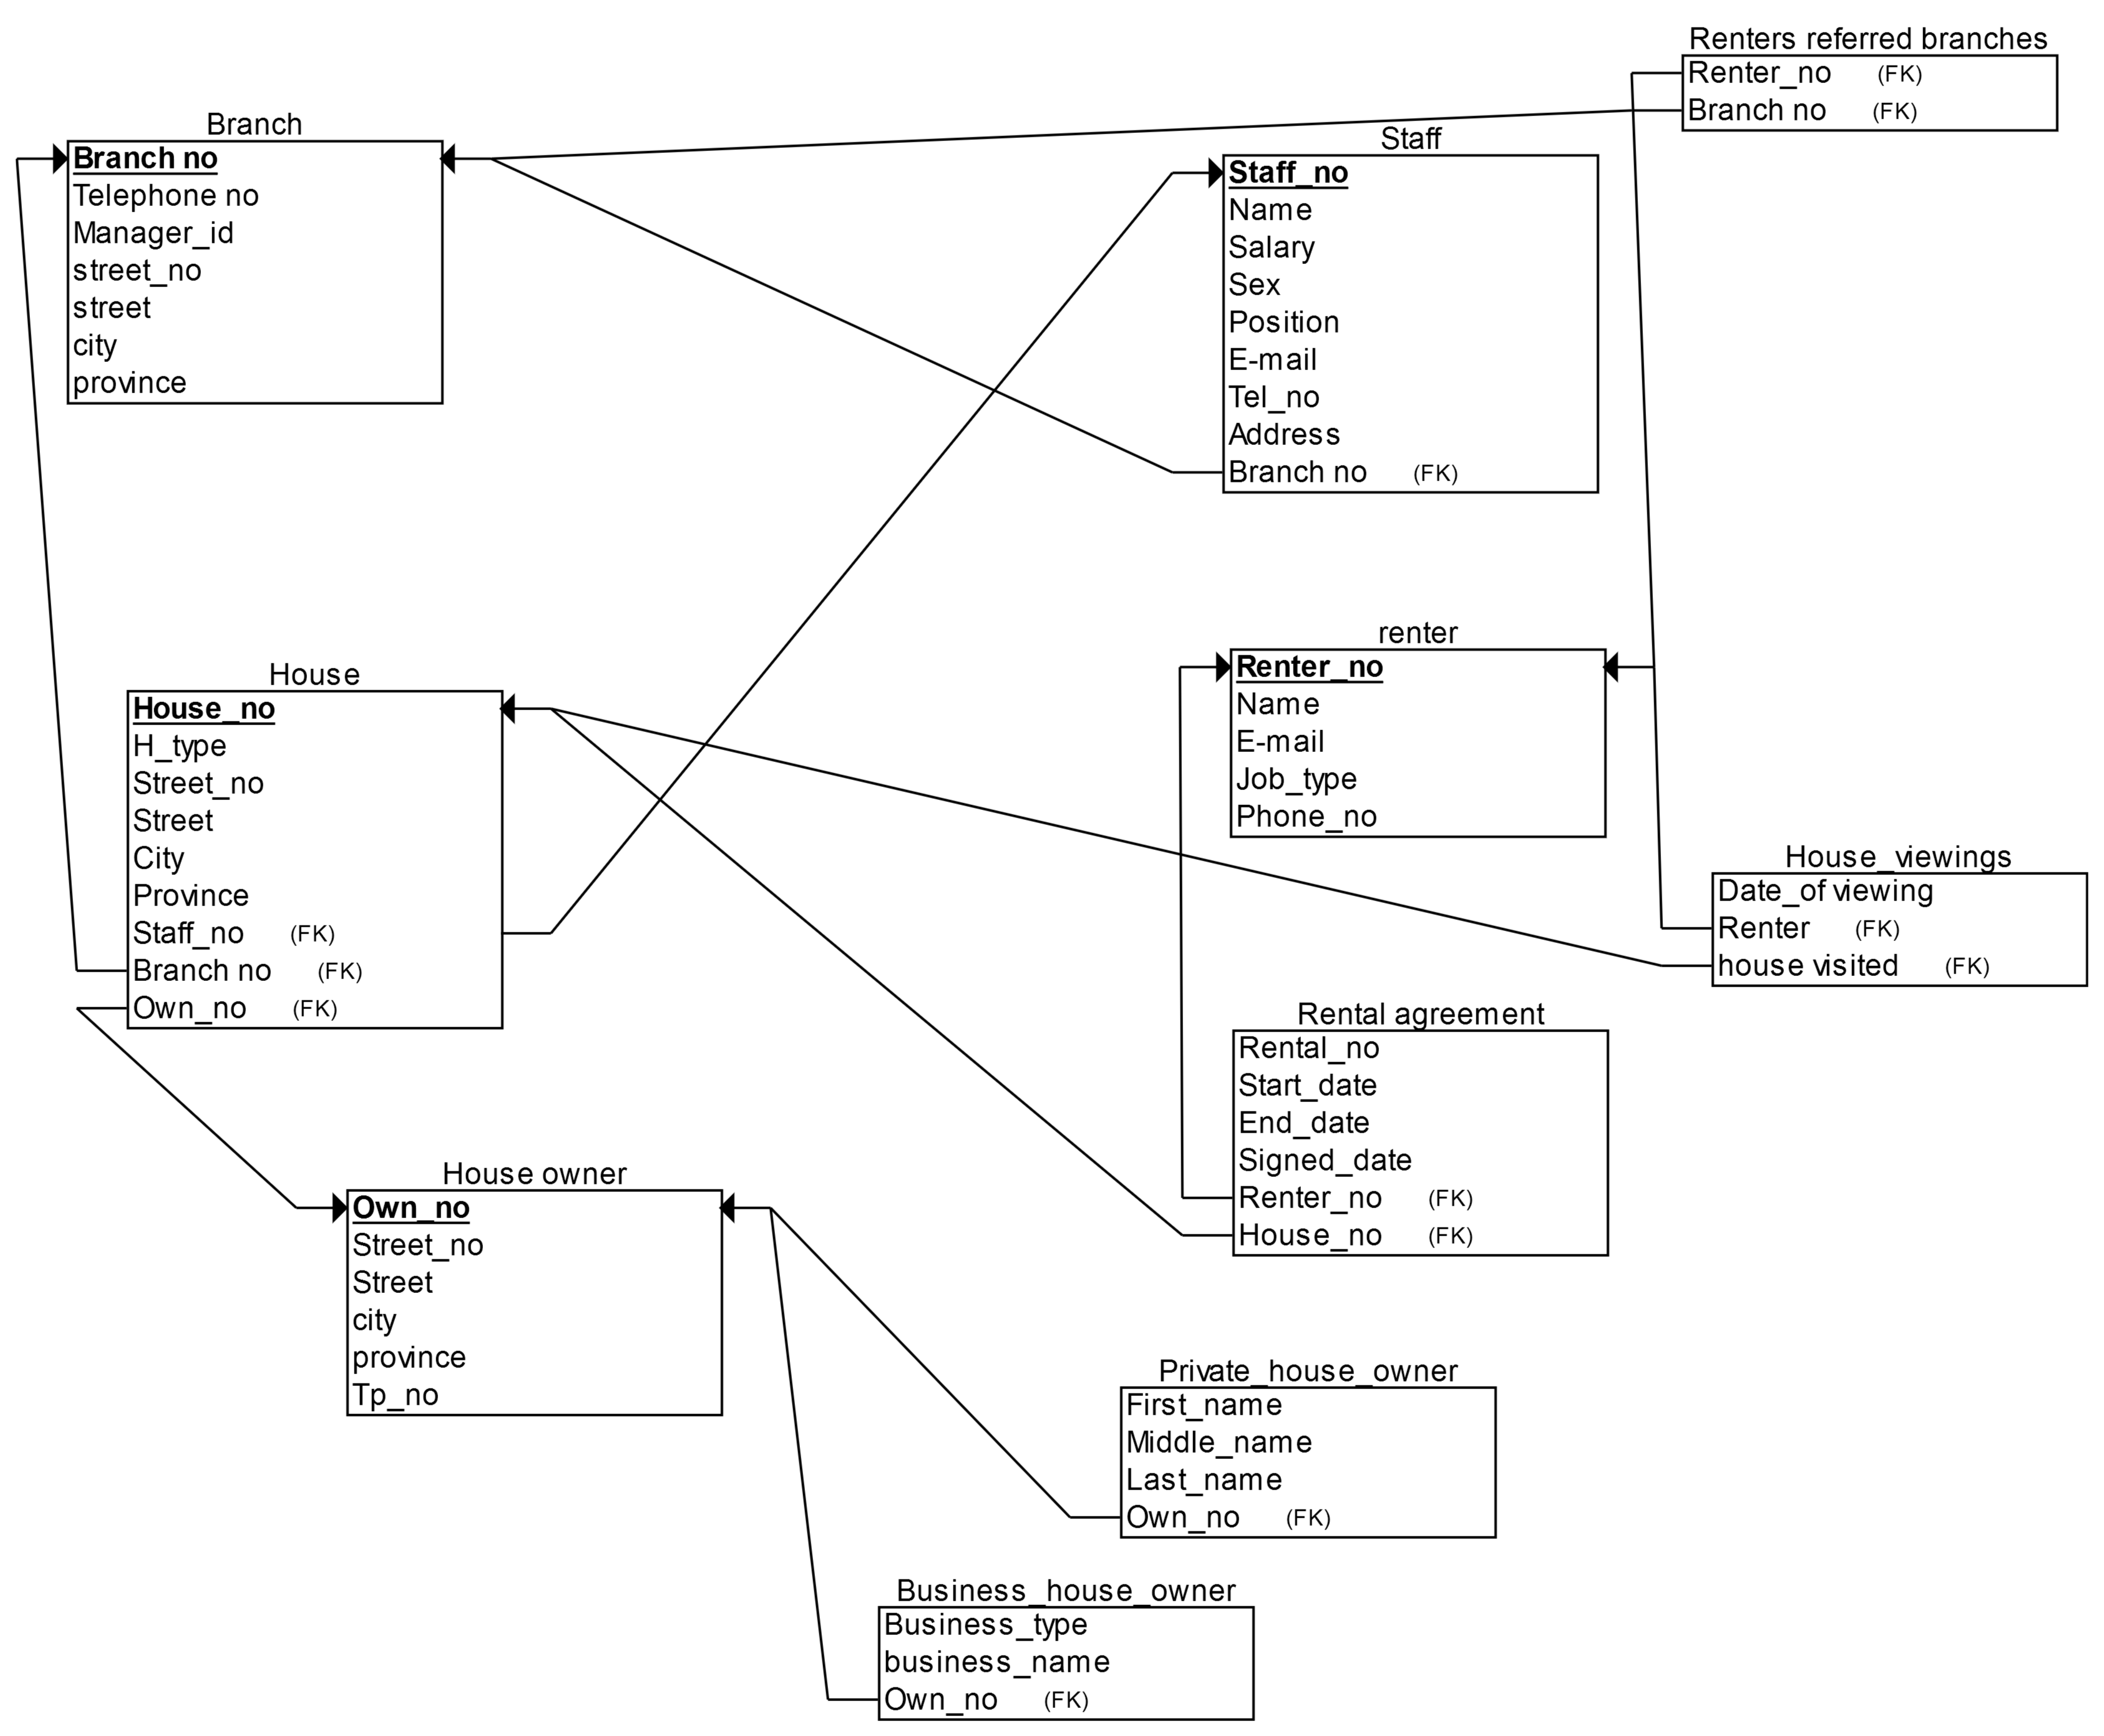 Renters referred branches
Renter_no (FK)
Branch no (FK)
Branch
Branch no
Telephone no
Manager_id
street_no
street
city
province
Staff
Staff_no
Name
Salary
Sex
Position
E-mail
Tel_no
Address
Branch no (FK)
renter
Renter_no
Name
E-mail
Job_type
Phone_no
House
House_no
H_type
Street_no
Street
City
Province
Staff_no (FK)
Branch no (FK)
Own_no (FK)
House_viewings
Date_of viewing
Renter (FK)
house visited (FK)
Rental agreement
Rental_no
Start_date
End_date
Signed_date
Renter_no (FK)
House_no (FK)
House owner
Own_no
Street_no
Street
city
province
Tp_no
Private_house_owner
First_name
Middle_name
Last_name
Own_no (FK)
Business_house_owner
Business_type
business_name
Own_no (FK)